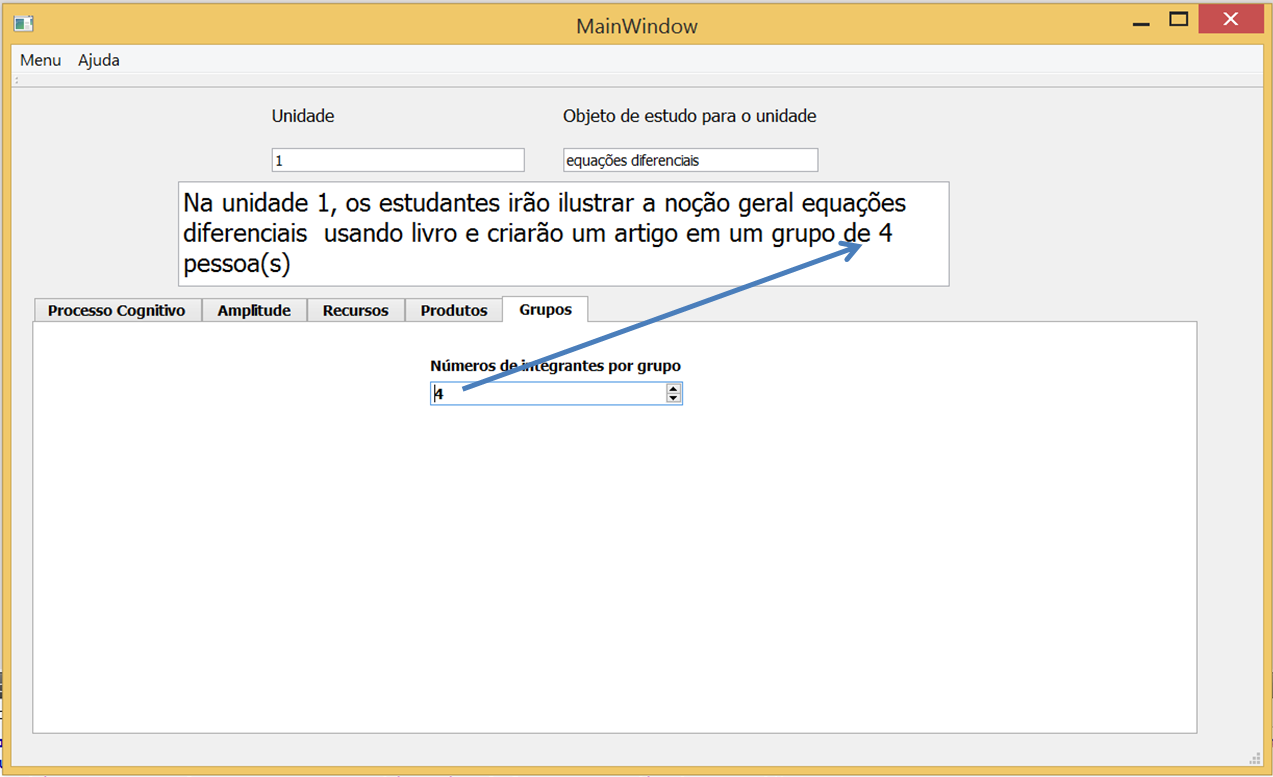 MainWindow
Menu Ajuda
Unidade Objeto de estudo para o unidade
1 equações diferenciais
Na unidade 1, os estudantes irão ilustrar a noção geral equações
diferenciais usando livro e criarão um artigo em um grupo de 4
pessoa(s)
Processo Cognitivo Amplitude Recursos Produtos Grupos
Números de integrantes por grupo
4